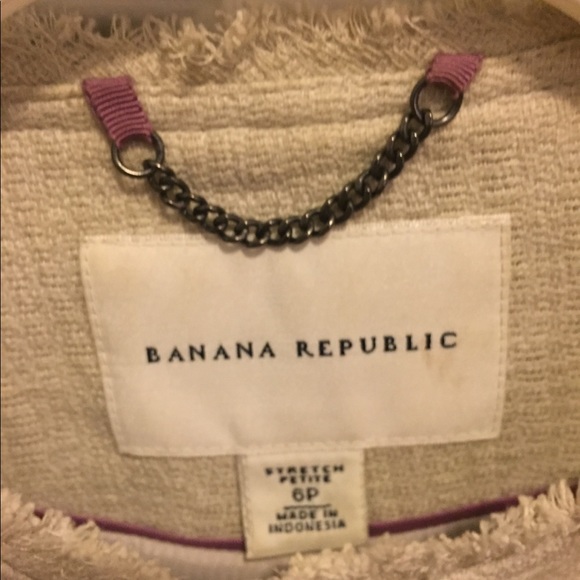 BANANA REPUBLIC
STRETCH
PETITE
6P
MADE IN
INDONESIA